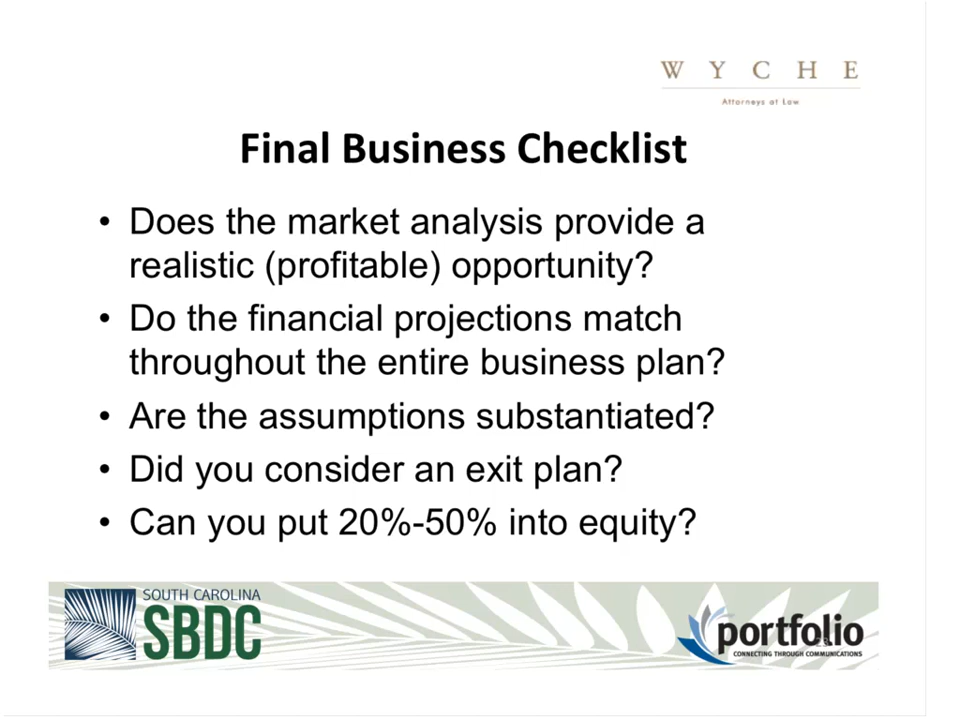 W Y C H E
Attorneys at Law
Final Business Checklist
• Does the market analysis provide a
realistic (profitable) opportunity?
• Do the financial projections match
throughout the entire business plan?
• Are the assumptions substantiated?
• Did you consider an exit plan?
• Can you put 20%-50% into equity?
SOUTH CAROLINA
SBDC
portfolio
CONNECTING THROUGH COMMUNICATIONS